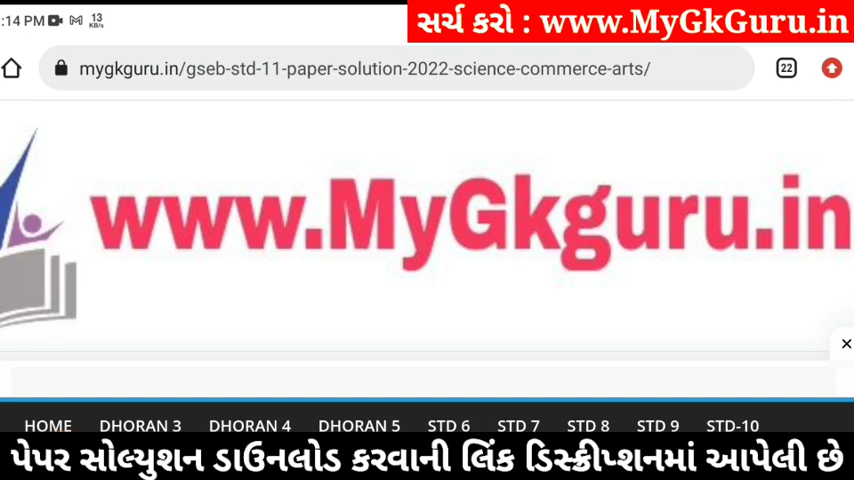 :14 PM 13 KB/s
સર્ચ કરો : www.MyGkGuru.in
mygkguru.in/gseb-std-11-paper-solution-2022-science-commerce-arts/ 22
www.MyGkguru.in
HOME DHORAN 3 DHORAN 4 DHORAN 5 STD 6 STD 7 STD 8 STD 9 STD-10
પેપર સોલ્યુશન ડાઉનલોડ કરવાની લિંક ડિસ્ક્રીપ્શનમાં આપેલી છે